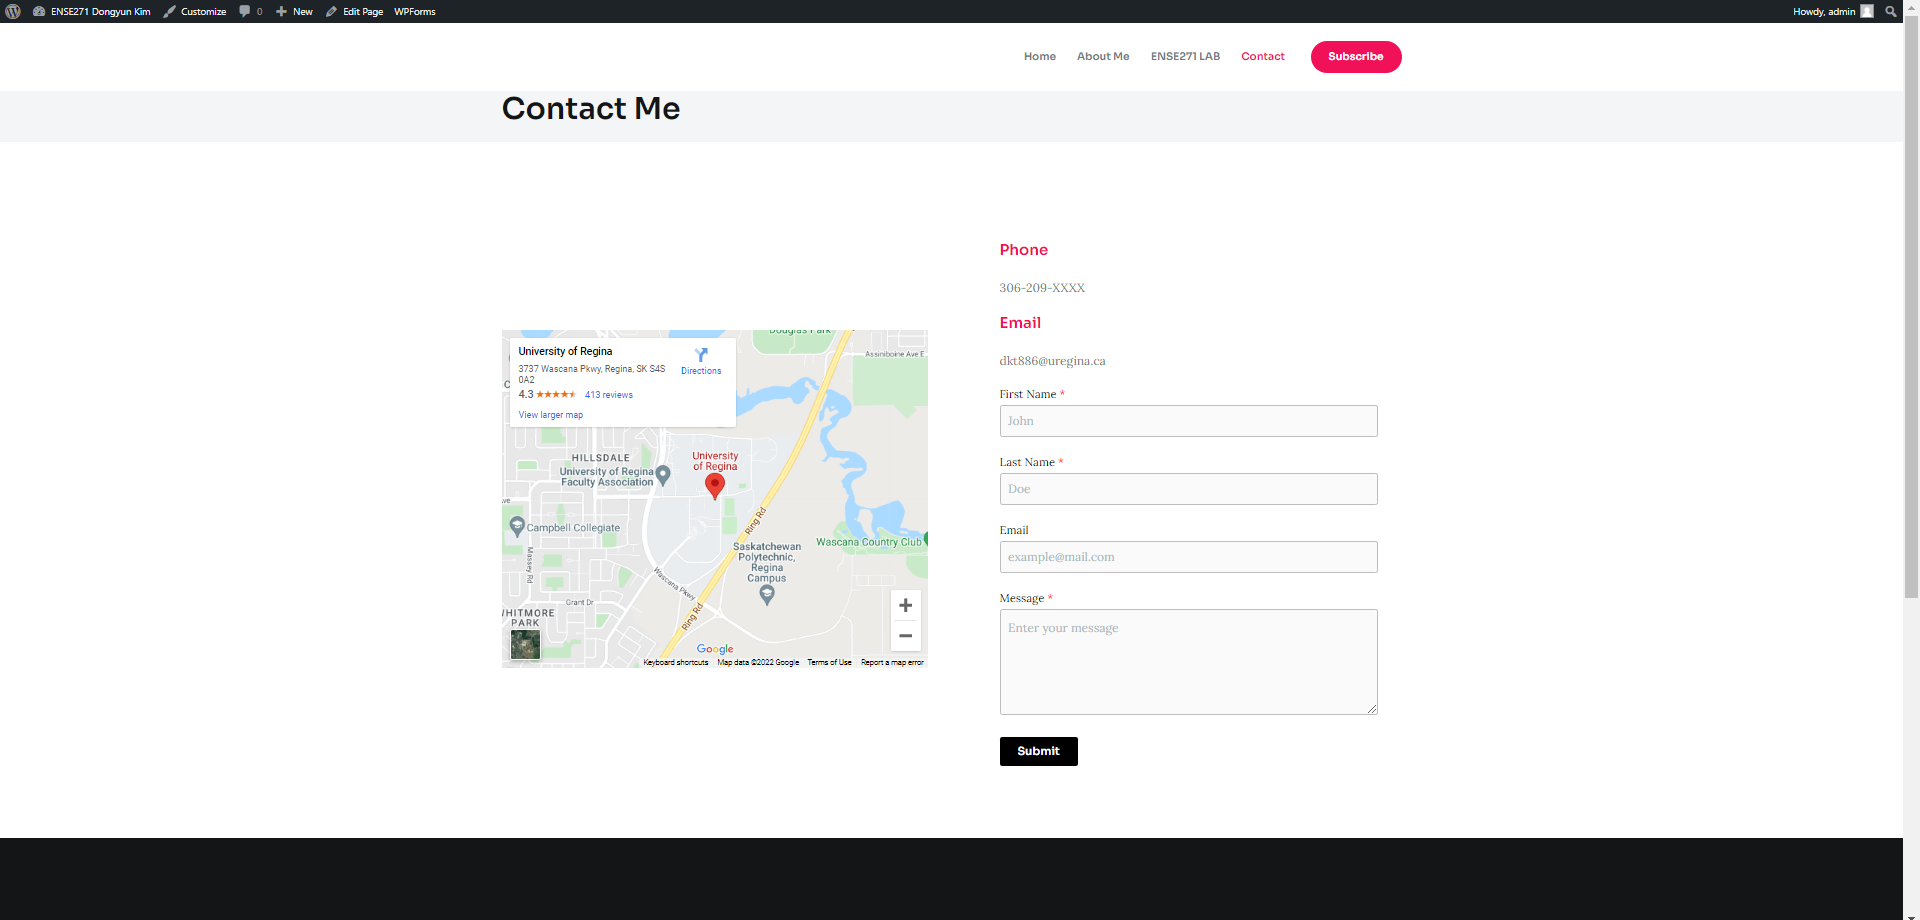 ENSE271 Dongyun Kim Customize 0 New Edit Page WPForms Howdy, admin
Home About Me ENSE271 LAB Contact Subscribe
Contact Me
University of Regina
3737 Wascana Pkwy, Regina, SK S4S
0A2
Directions
4.3 413 reviews
View larger map
Douglas Park
Assiniboine Ave E
HILLSDALE
University of Regina
Faculty Association
University
of Regina
Campbell Collegiate
Massey Rd
Ring Rd
Wascana Country Club
Saskatchewan
Polytechnic,
Regina
Campus
Wascana Pkwy
Grant Dr
WHITMORE
PARK
Ring Rd
Google
Keyboard shortcuts Map data ©2022 Google Terms of Use Report a map error
Phone
306-209-XXXX
Email
dkt886@uregina.ca
First Name *
John
Last Name *
Doe
Email
example@mail.com
Message *
Enter your message
Submit